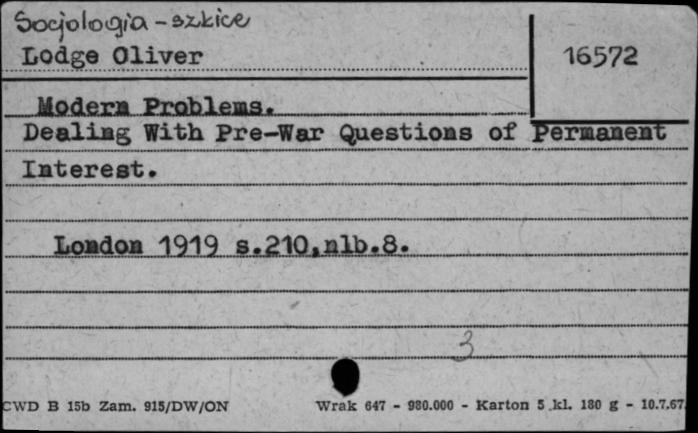 Socjologia - szkice
Lodge Oliver
16572
Modern Problems.
Dealing With Pre-War Questions of Permanent
Interest.
London 1919 s.210,nlb.8.
3
CWD B 15b Zam. 915/DW/ON Wrak 647 - 980.000 - Karton 5 kl. 180 g - 10.7.67